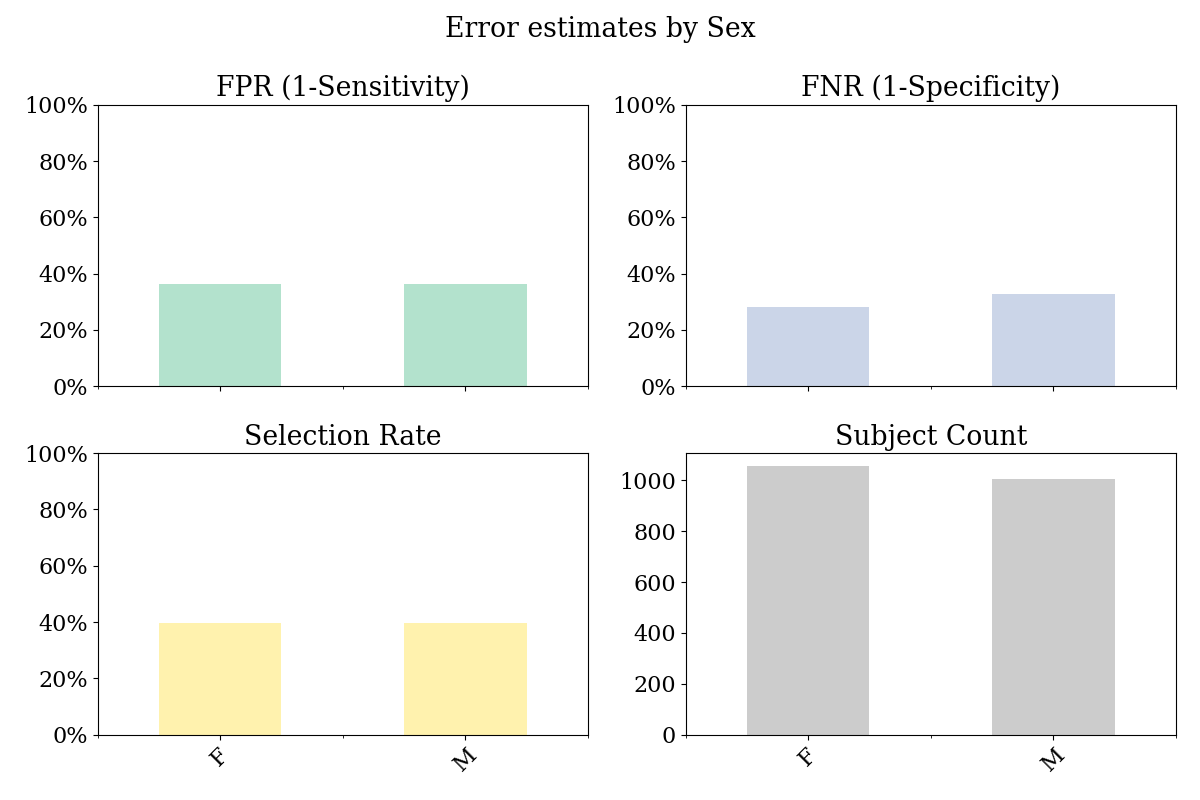 Error estimates by Sex
FPR (1-Sensitivity)
100%
80%
60%
40%
20%
0%
FNR (1-Specificity)
100%
80%
60%
40%
20%
0%
Selection Rate
100%
80%
60%
40%
20%
0%
F
M
Subject Count
1000
800
600
400
200
0
F
M